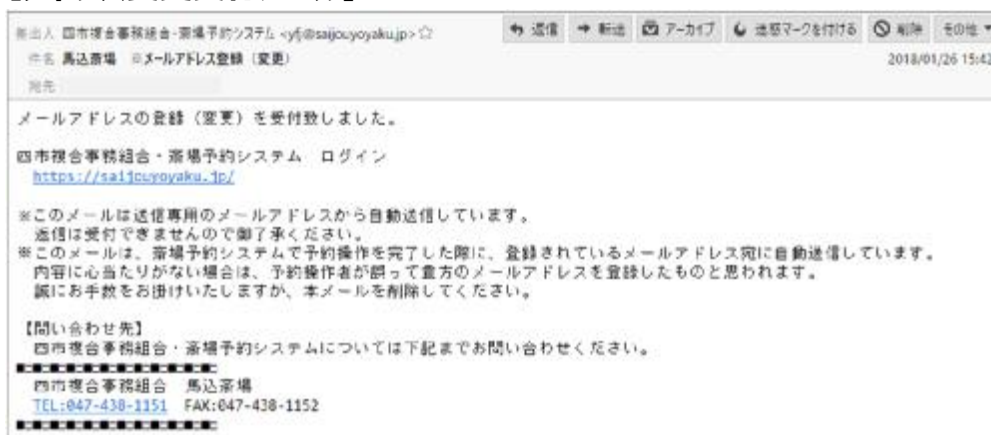 差出人 四市複合事務組合-斎場予約システム <yfj@saijouyoyaku.jp>☆
返信 転送 アーカイブ 迷惑マークを付ける 削除 その他
件名 馬込斎場 ※メールアドレス登録（変更）
2018/01/26 15:42
宛先
メールアドレスの登録（変更）を受付致しました。
四市複合事務組合・斎場予約システム ログイン
https://saijouyoyaku.jp/
※このメールは送信専用のメールアドレスから自動送信しています。
返信は受付できませんので御了承ください。
※このメールは、斎場予約システムで予約操作を完了した際に、登録されているメールアドレス宛に自動送信しています。
内容に心当たりがない場合は、予約操作者が誤って貴方のメールアドレスを登録したものと思われます。
誠にお手数をお掛けいたしますが、本メールを削除してください。
【問い合わせ先】
四市複合事務組合・斎場予約システムについては下記までお問い合わせください。
四市複合事務組合 馬込斎場
TEL:047-438-1151 FAX:047-438-1152